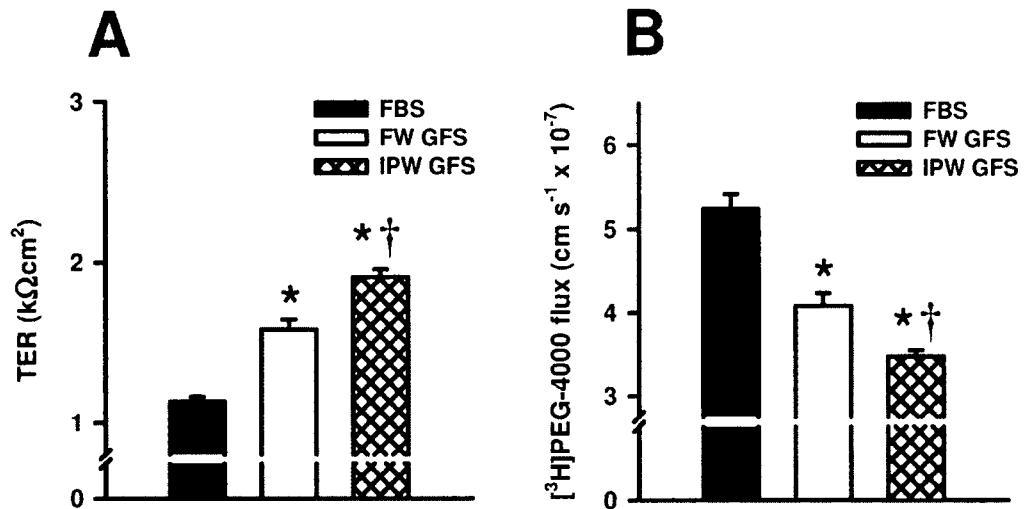 A
3
2
1
0
TER (kΩcm²)
FBS
FW GFS
IPW GFS
*
* †
B
6
5
4
3
0
[³H]PEG-4000 flux (cm s⁻¹ x 10⁻⁷)
FBS
FW GFS
IPW GFS
*
* †